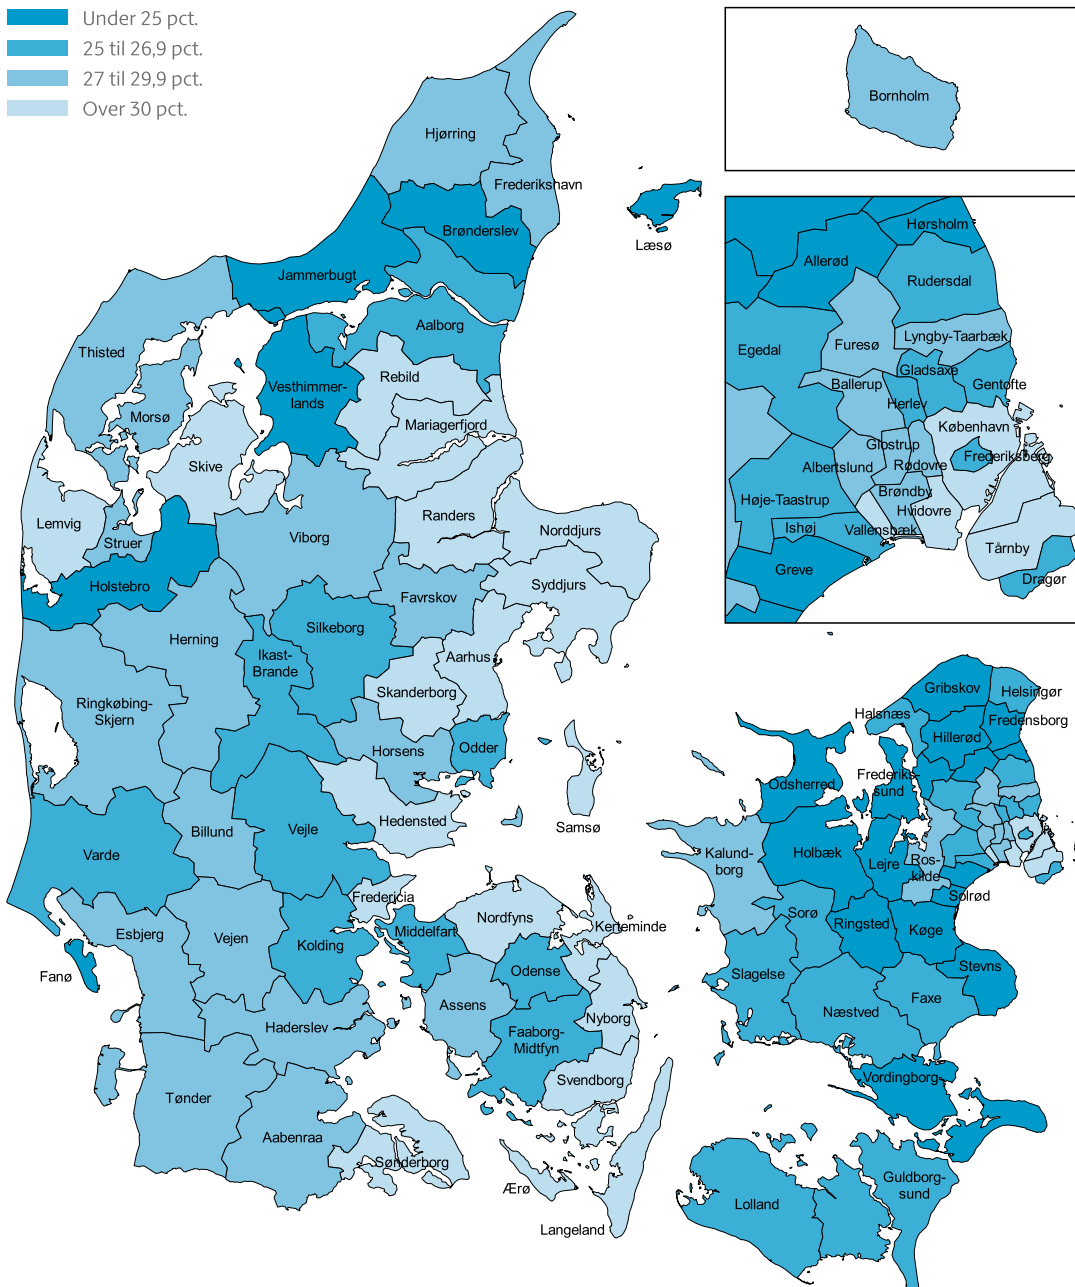 Under 25 pct.
25 til 26,9 pct.
27 til 29,9 pct.
Over 30 pct.
Bornholm
Hjørring
Frederikshavn
Brønderslev
Læsø
Jammerbugt
Aalborg
Thisted
Rebild
Vesthimmer-
lands
Morsø
Mariagerfjord
Skive
Lemvig
Randers
Norddjurs
Struer
Viborg
Holstebro
Syddjurs
Favrskov
Silkeborg
Herning
Ikast-
Brande
Aarhus
Skanderborg
Ringkøbing-
Skjern
Horsens
Odder
Hedensted
Samsø
Billund
Vejle
Varde
Fredericia
Nordfyns
Kerteminde
Esbjerg
Vejen
Kolding
Middelfart
Fanø
Odense
Assens
Nyborg
Haderslev
Faaborg-
Midtfyn
Svendborg
Tønder
Aabenraa
Sønderborg
Ærø
Langeland
Hørsholm
Allerød
Rudersdal
Egedal
Furesø
Lyngby-Taarbæk
Gladsaxe
Ballerup
Gentofte
Herlev
København
Glostrup
Frederiksberg
Albertslund
Rødovre
Høje-Taastrup
Brøndby
Hvidovre
Ishøj
Vallensbæk
Tårnby
Greve
Dragør
Gribskov
Helsingør
Halsnæs
Fredensborg
Hillerød
Odsherred
Frederiks-
sund
Kalund-
borg
Holbæk
Lejre
Ros-
kilde
Solrød
Sorø
Ringsted
Køge
Slagelse
Stevns
Næstved
Faxe
Vordingborg
Guldborg-
sund
Lolland